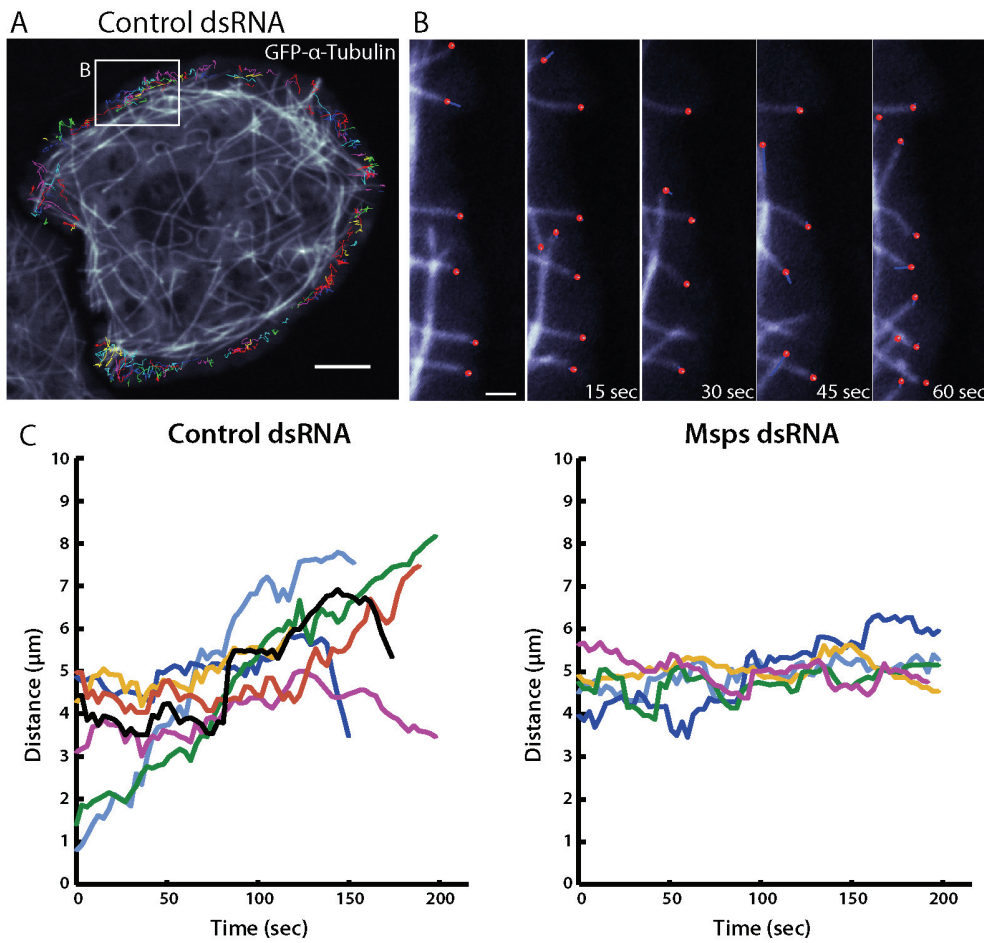 A
Control dsRNA
GFP-α-Tubulin
B
B
15 sec
30 sec
45 sec
60 sec
C
Control dsRNA
Msps dsRNA
10
9
8
7
6
5
4
3
2
1
0
Distance (μm)
0
50
100
150
200
Time (sec)
10
9
8
7
6
5
4
3
2
1
0
Distance (μm)
0
50
100
150
200
Time (sec)